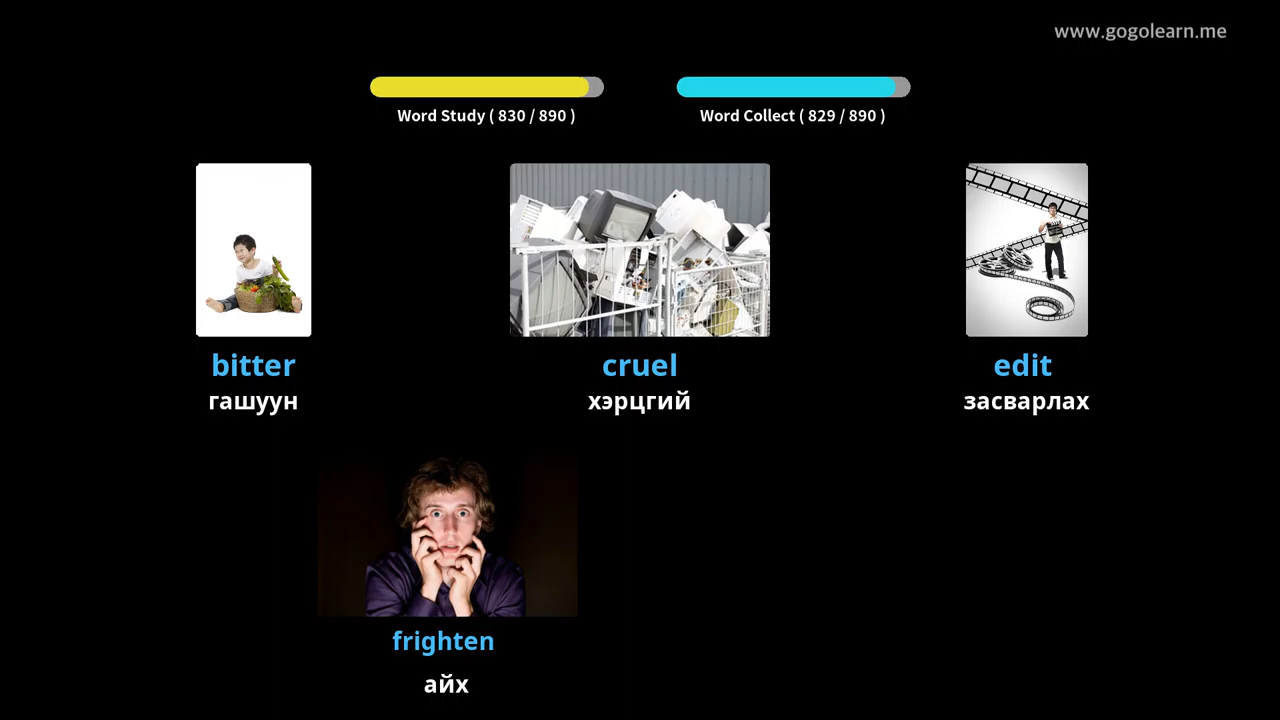 www.gogolearn.me
Word Study ( 830 / 890 )
Word Collect ( 829 / 890 )
bitter
гашуун
cruel
хэрцгий
edit
засварлах
frighten
айх